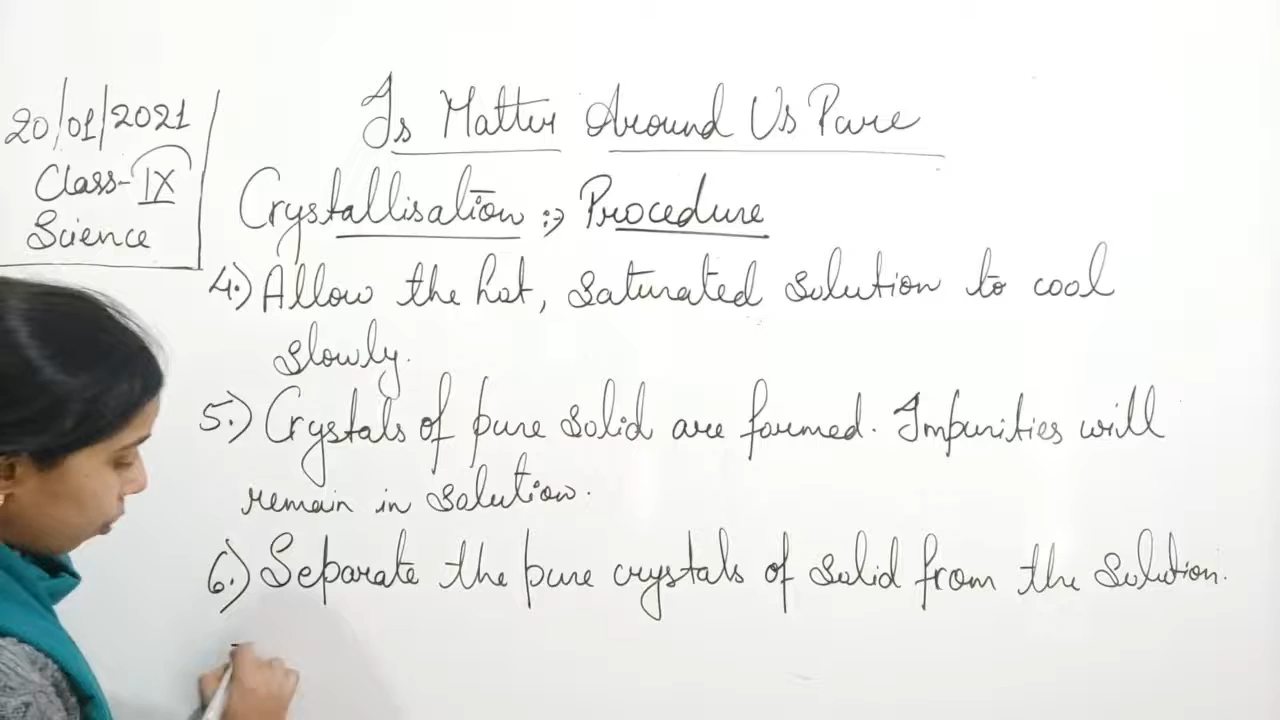 20/01/2021
Class-IX
Science
Is Matter Around Us Pure
Crystallisation :-> Procedure
4.) Allow the hot, saturated solution to cool
slowly.
5.) Crystals of pure solid are formed. Impurities will
remain in solution.
6.) Separate the pure crystals of solid from the solution.